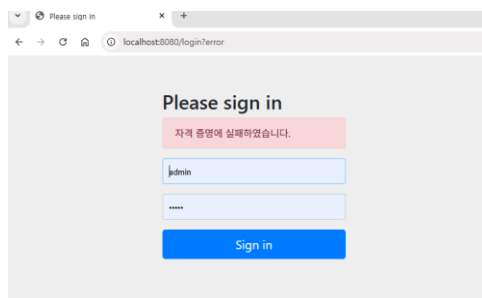 Please sign in
localhost:8080/login?error
Please sign in
자격 증명에 실패하였습니다.
admin
•••••
Sign in